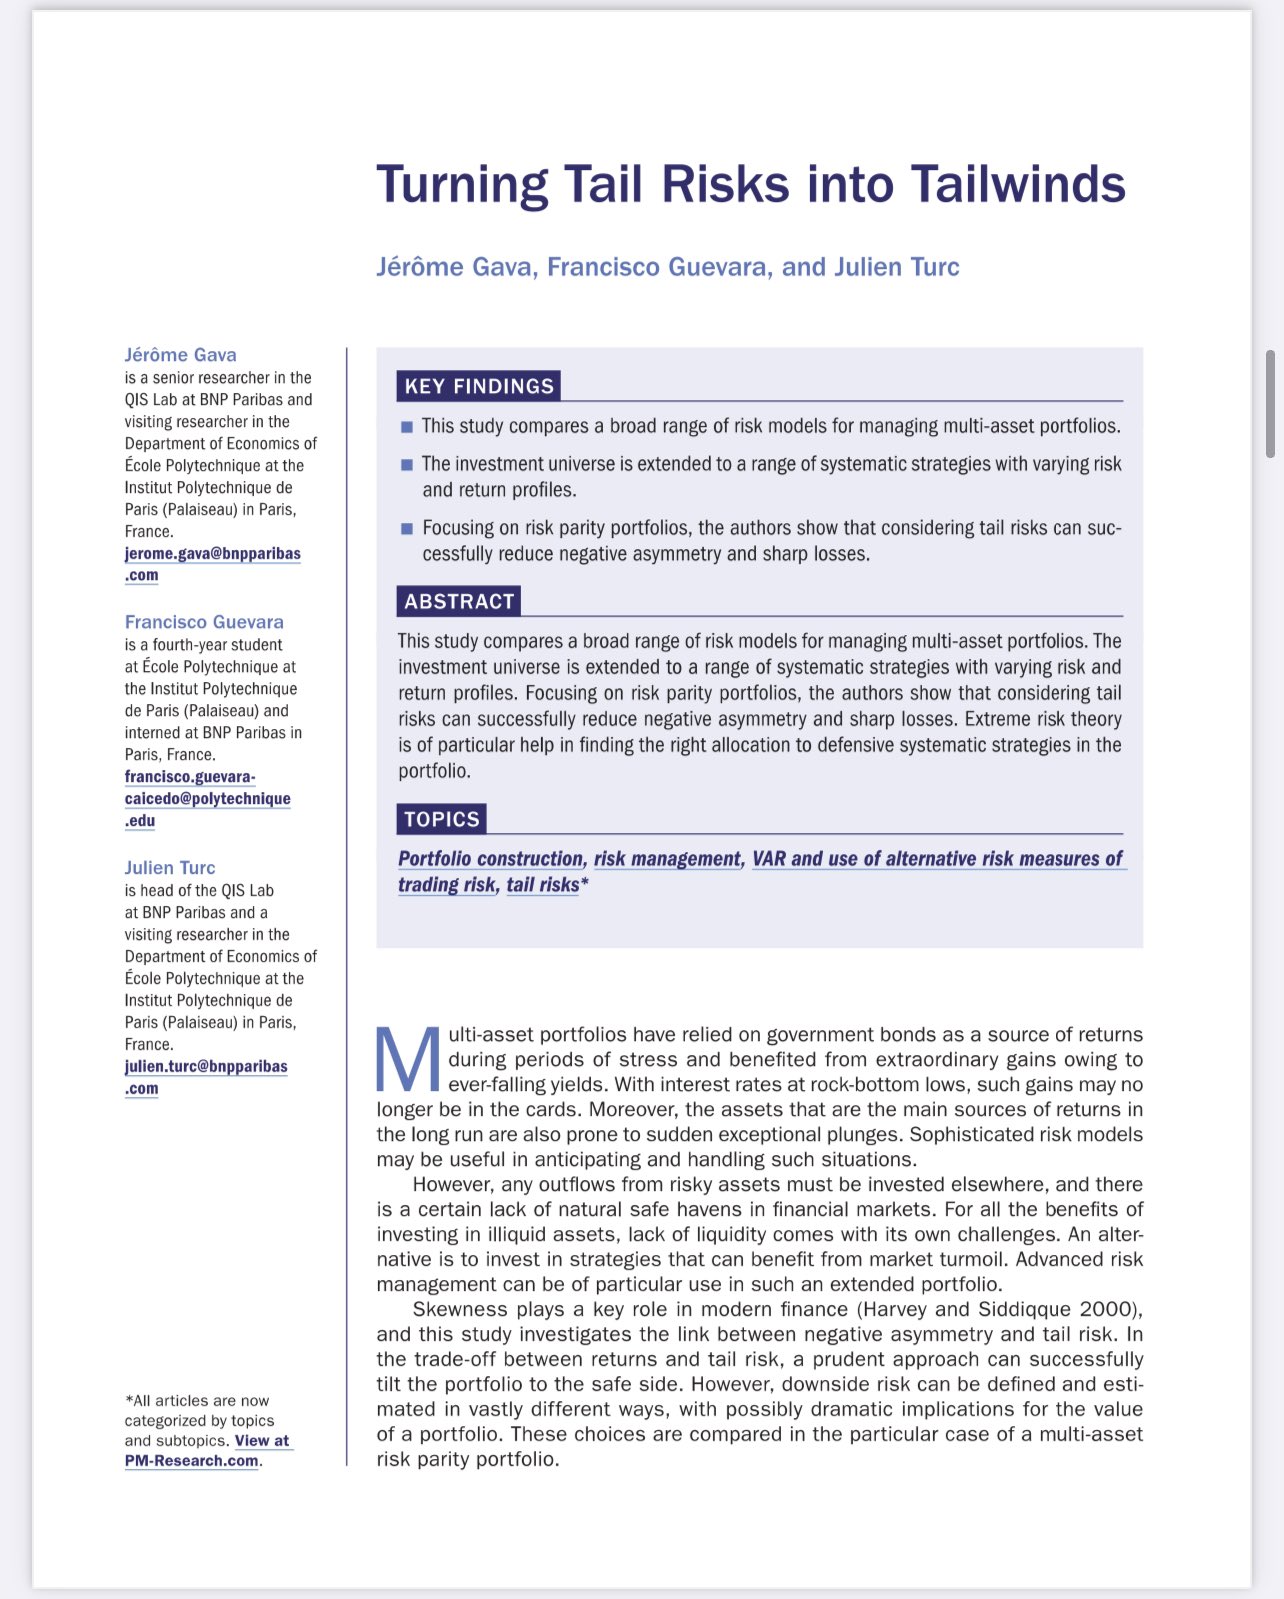 Turning Tail Risks into Tailwinds
Jérôme Gava, Francisco Guevara, and Julien Turc
Jérôme Gava
is a senior researcher in the
QIS Lab at BNP Paribas and
visiting researcher in the
Department of Economics of
École Polytechnique at the
Institut Polytechnique de
Paris (Palaiseau) in Paris,
France.
jerome.gava@bnpparibas
.com
Francisco Guevara
is a fourth-year student
at École Polytechnique at
the Institut Polytechnique
de Paris (Palaiseau) and
interned at BNP Paribas in
Paris, France.
francisco.guevara-
caicedo@polytechnique
.edu
Julien Turc
is head of the QIS Lab
at BNP Paribas and a
visiting researcher in the
Department of Economics of
École Polytechnique at the
Institut Polytechnique de
Paris (Palaiseau) in Paris,
France.
julien.turc@bnpparibas
.com
*All articles are now
categorized by topics
and subtopics. View at
PM-Research.com.
KEY FINDINGS
■ This study compares a broad range of risk models for managing multi-asset portfolios.
■ The investment universe is extended to a range of systematic strategies with varying risk
and return profiles.
■ Focusing on risk parity portfolios, the authors show that considering tail risks can suc-
cessfully reduce negative asymmetry and sharp losses.
ABSTRACT
This study compares a broad range of risk models for managing multi-asset portfolios. The
investment universe is extended to a range of systematic strategies with varying risk and
return profiles. Focusing on risk parity portfolios, the authors show that considering tail
risks can successfully reduce negative asymmetry and sharp losses. Extreme risk theory
is of particular help in finding the right allocation to defensive systematic strategies in the
portfolio.
TOPICS
Portfolio construction, risk management, VAR and use of alternative risk measures of
trading risk, tail risks*
Multi-asset portfolios have relied on government bonds as a source of returns
during periods of stress and benefited from extraordinary gains owing to
ever-falling yields. With interest rates at rock-bottom lows, such gains may no
longer be in the cards. Moreover, the assets that are the main sources of returns in
the long run are also prone to sudden exceptional plunges. Sophisticated risk models
may be useful in anticipating and handling such situations.
However, any outflows from risky assets must be invested elsewhere, and there
is a certain lack of natural safe havens in financial markets. For all the benefits of
investing in illiquid assets, lack of liquidity comes with its own challenges. An alter-
native is to invest in strategies that can benefit from market turmoil. Advanced risk
management can be of particular use in such an extended portfolio.
Skewness plays a key role in modern finance (Harvey and Siddiqque 2000),
and this study investigates the link between negative asymmetry and tail risk. In
the trade-off between returns and tail risk, a prudent approach can successfully
tilt the portfolio to the safe side. However, downside risk can be defined and esti-
mated in vastly different ways, with possibly dramatic implications for the value
of a portfolio. These choices are compared in the particular case of a multi-asset
risk parity portfolio.